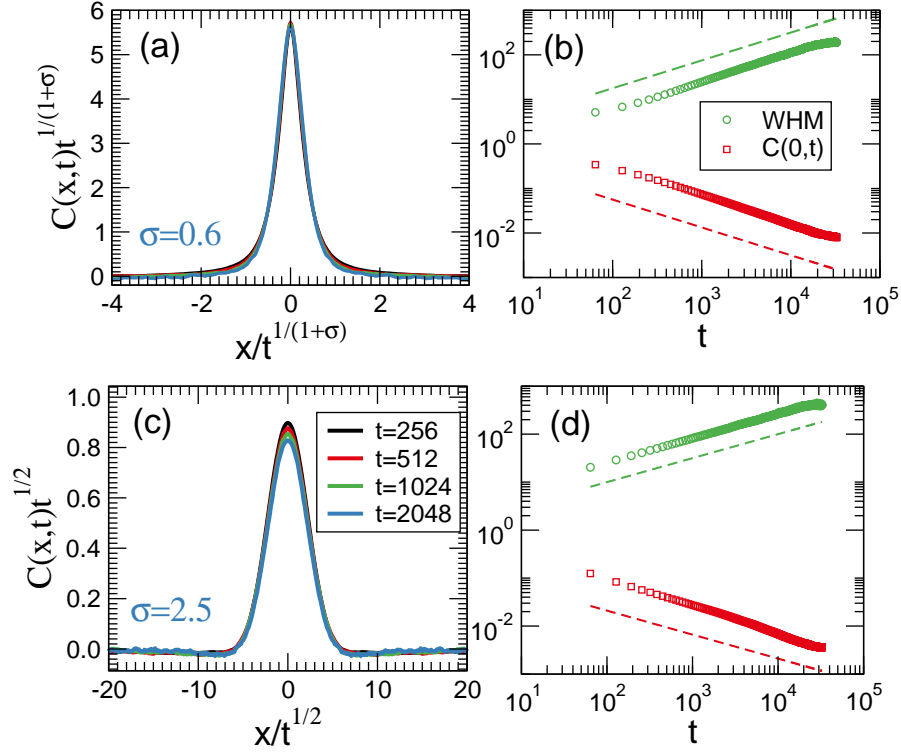 (a)
C(x,t)t^{1/(1+σ)}
6
5
4
3
2
1
0
σ=0.6
-4 -2 0 2 4
x/t^{1/(1+σ)}
(b)
10^2
10^0
10^{-2}
WHM
C(0,t)
10^1 10^2 10^3 10^4 10^5
t
(c)
C(x,t)t^{1/2}
1.0
0.8
0.6
0.4
0.2
0.0
t=256
t=512
t=1024
t=2048
σ=2.5
-20 -10 0 10 20
x/t^{1/2}
(d)
10^2
10^0
10^{-2}
10^1 10^2 10^3 10^4 10^5
t